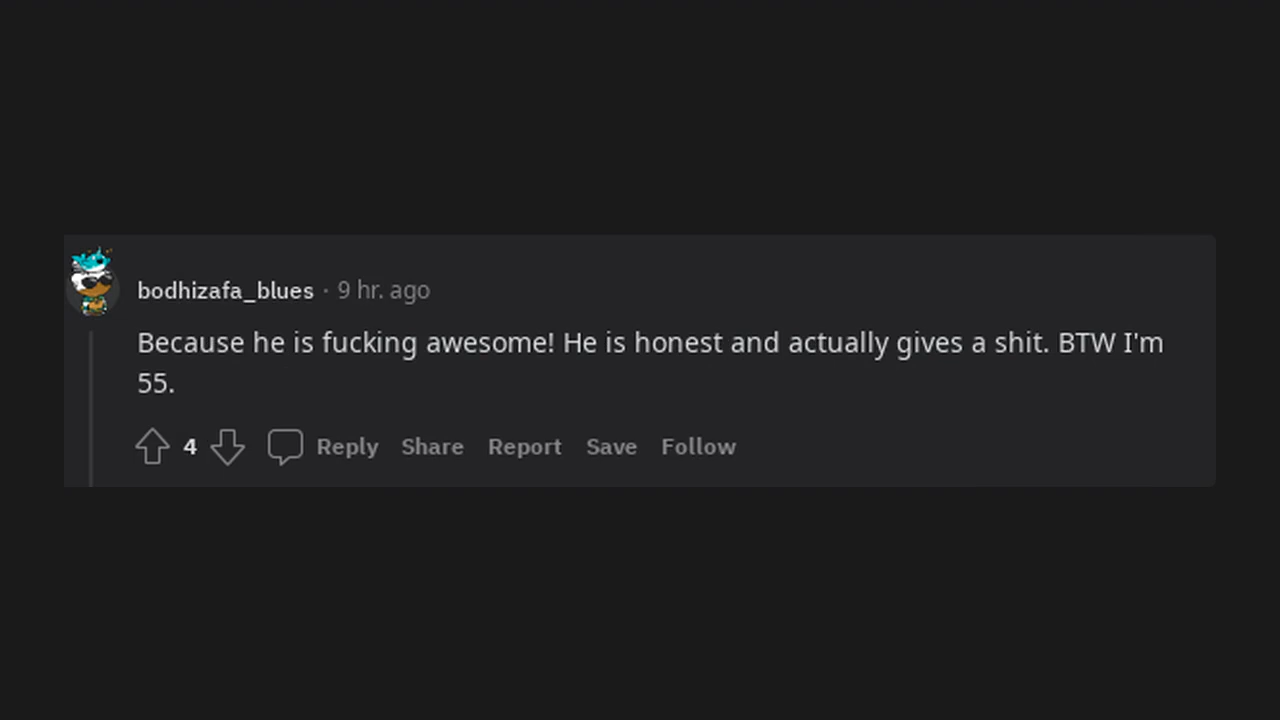 bodhizafa_blues · 9 hr. ago
Because he is fucking awesome! He is honest and actually gives a shit. BTW I'm
55.
4 Reply Share Report Save Follow